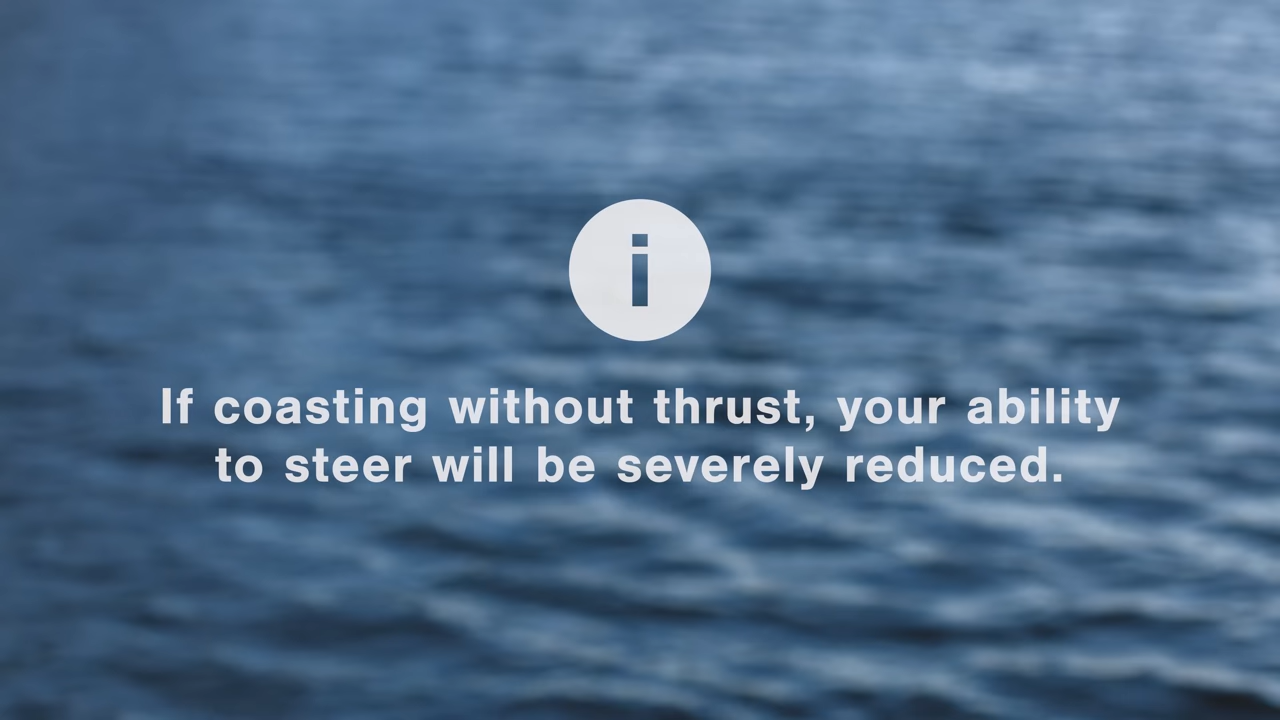 i
If coasting without thrust, your ability
to steer will be severely reduced.